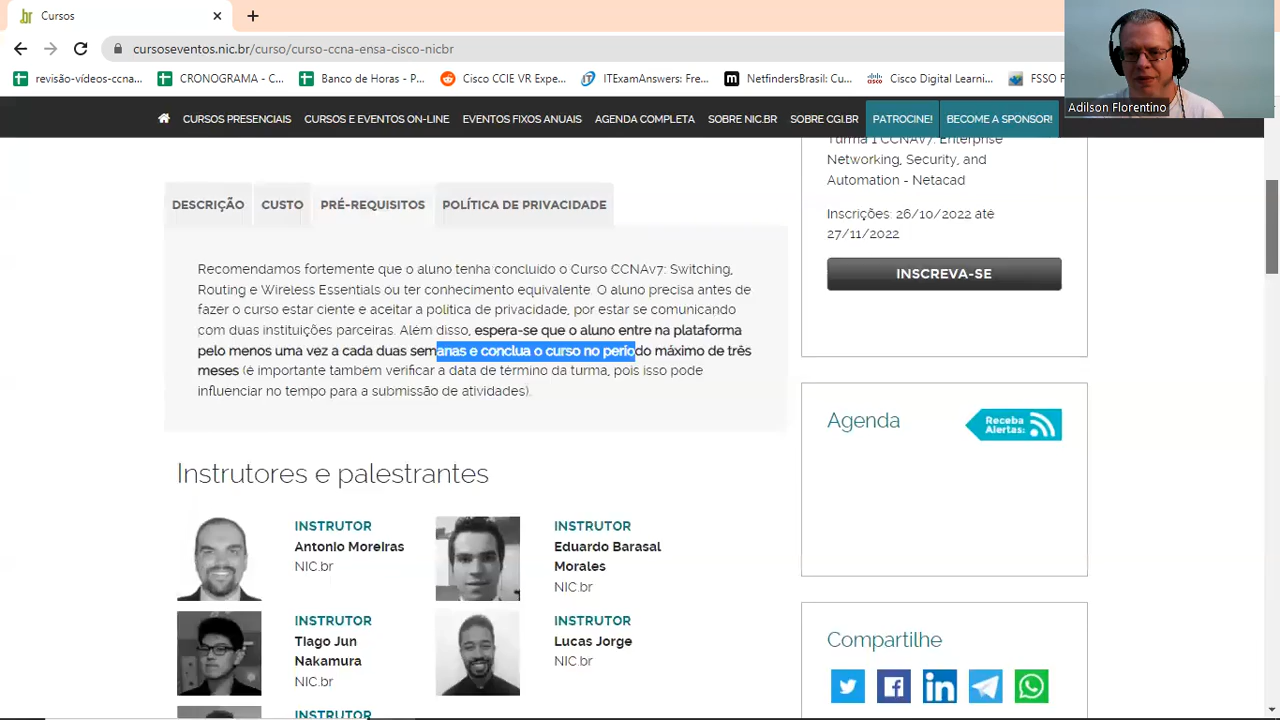 .br Cursos
cursoseventos.nic.br/curso/curso-ccna-ensa-cisco-nicbr
revisão-vídeos-ccna... CRONOGRAMA - C... Banco de Horas - P... Cisco CCIE VR Expe... ITExamAnswers: Fre... NetfindersBrasil: Cu... Cisco Digital Learni... FSSO F
Adilson Florentino
CURSOS PRESENCIAIS CURSOS E EVENTOS ON-LINE EVENTOS FIXOS ANUAIS AGENDA COMPLETA SOBRE NIC.BR SOBRE CGI.BR PATROCINE! BECOME A SPONSOR!
Turma 1 CCNAv7: Enterprise
Networking, Security, and
Automation - Netacad
Inscrições: 26/10/2022 até
27/11/2022
INSCREVA-SE
DESCRIÇÃO CUSTO PRÉ-REQUISITOS POLÍTICA DE PRIVACIDADE
Recomendamos fortemente que o aluno tenha concluído o Curso CCNAv7: Switching,
Routing e Wireless Essentials ou ter conhecimento equivalente O aluno precisa antes de
fazer o curso estar ciente e aceitar a política de privacidade, por estar se comunicando
com duas instituições parceiras. Além disso, espera-se que o aluno entre na plataforma
pelo menos uma vez a cada duas semanas e conclua o curso no período máximo de três
meses (é importante também verificar a data de término da turma, pois isso pode
influenciar no tempo para a submissão de atividades).
Agenda
Receba
Alertas:
Instrutores e palestrantes
INSTRUTOR
Antonio Moreiras
NIC.br
INSTRUTOR
Eduardo Barasal
Morales
NIC.br
INSTRUTOR
Tiago Jun
Nakamura
NIC.br
INSTRUTOR
Lucas Jorge
NIC.br
INSTRUTOR
INSTRUTOR
Compartilhe